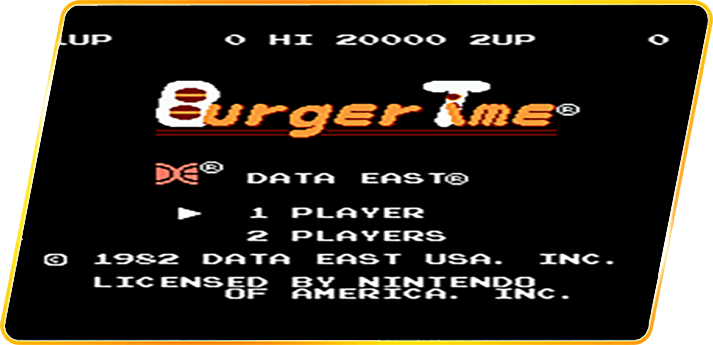 1UP 0 HI 20000 2UP 0
BurgerTime®
® DATA EAST®
1 PLAYER
2 PLAYERS
© 1982 DATA EAST USA. INC.
LICENSED BY NINTENDO
OF AMERICA. INC.